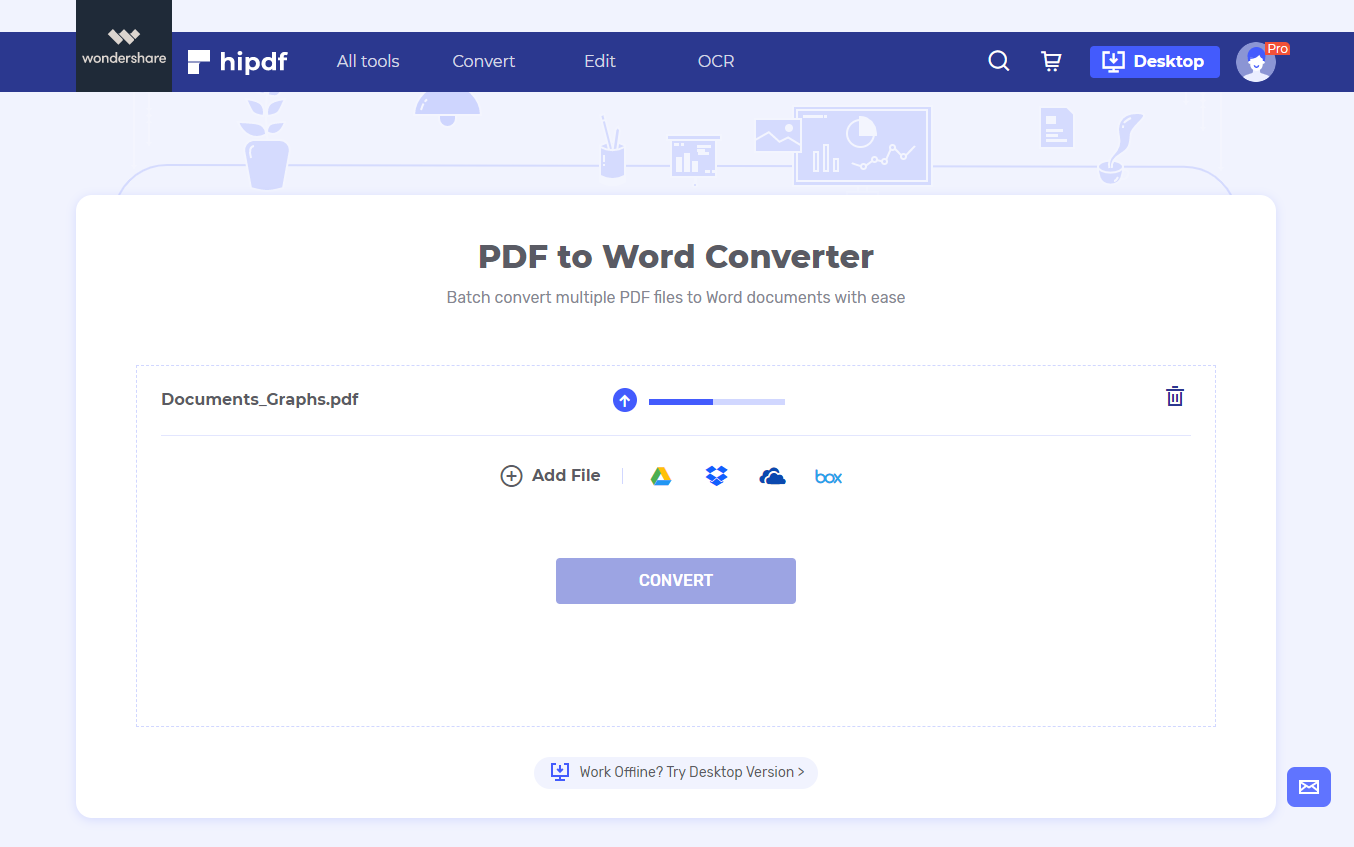 wondershare
hipdf
All tools
Convert
Edit
OCR
Desktop
Pro
PDF to Word Converter
Batch convert multiple PDF files to Word documents with ease
Documents_Graphs.pdf
Add File
box
CONVERT
Work Offline? Try Desktop Version >